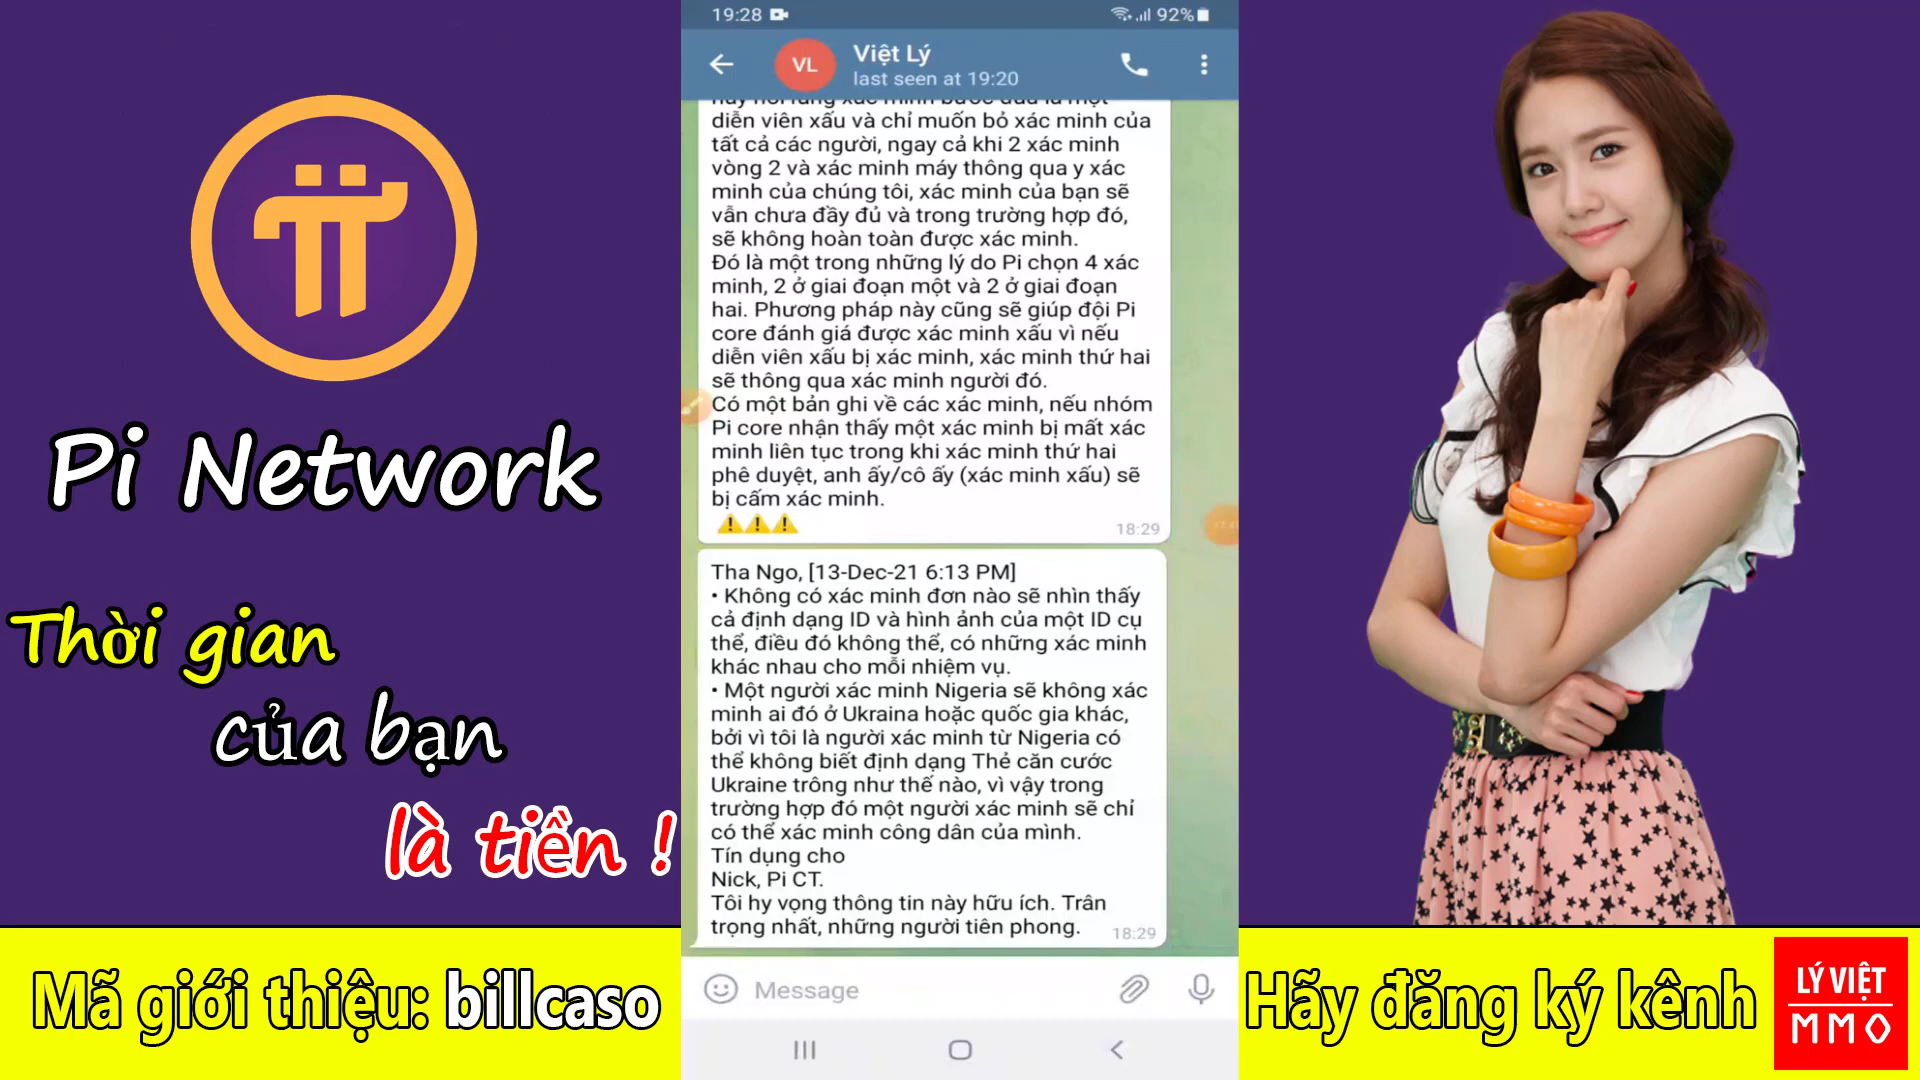 Pi Network
Thời gian
của bạn
là tiền !
Mã giới thiệu: billcaso
19:28
92%
VL
Việt Lý
last seen at 19:20
diễn viên xấu và chỉ muốn bỏ xác minh của
tất cả các người, ngay cả khi 2 xác minh
vòng 2 và xác minh máy thông qua y xác
minh của chúng tôi, xác minh của bạn sẽ
vẫn chưa đầy đủ và trong trường hợp đó,
sẽ không hoàn toàn được xác minh.
Đó là một trong những lý do Pi chọn 4 xác
minh, 2 ở giai đoạn một và 2 ở giai đoạn
hai. Phương pháp này cũng sẽ giúp đội Pi
core đánh giá được xác minh xấu vì nếu
diễn viên xấu bị xác minh, xác minh thứ hai
sẽ thông qua xác minh người đó.
Có một bản ghi về các xác minh, nếu nhóm
Pi core nhận thấy một xác minh bị mất xác
minh liên tục trong khi xác minh thứ hai
phê duyệt, anh ấy/cô ấy (xác minh xấu) sẽ
bị cấm xác minh.
18:29
Tha Ngo, [13-Dec-21 6:13 PM]
• Không có xác minh đơn nào sẽ nhìn thấy
cả định dạng ID và hình ảnh của một ID cụ
thể, điều đó không thể, có những xác minh
khác nhau cho mỗi nhiệm vụ.
• Một người xác minh Nigeria sẽ không xác
minh ai đó ở Ukraina hoặc quốc gia khác,
bởi vì tôi là người xác minh từ Nigeria có
thể không biết định dạng Thẻ căn cước
Ukraine trông như thế nào, vì vậy trong
trường hợp đó một người xác minh sẽ chỉ
có thể xác minh công dân của mình.
Tín dụng cho
Nick, Pi CT.
Tôi hy vọng thông tin này hữu ích. Trân
trọng nhất, những người tiên phong.
18:29
Message
Hãy đăng ký kênh
LÝ VIỆT
MMO